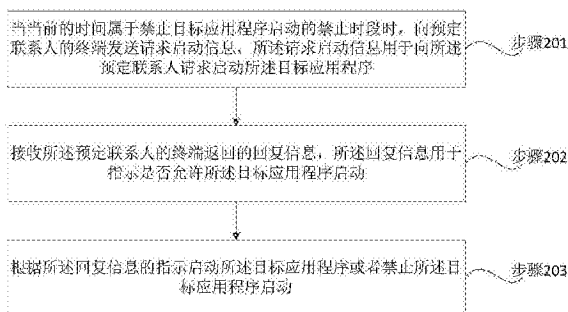 当当前的时间属于禁止目标应用程序启动的禁止时段时，向预定
联系人的终端发送请求启动信息，所述请求启动信息用于向所述
预定联系人请求启动所述目标应用程序
步骤201
接收所述预定联系人的终端返回的回复信息，所述回复信息用于
指示是否允许所述目标应用程序启动
步骤202
根据所述回复信息的指示启动所述目标应用程序或者禁止所述目
标应用程序启动
步骤203